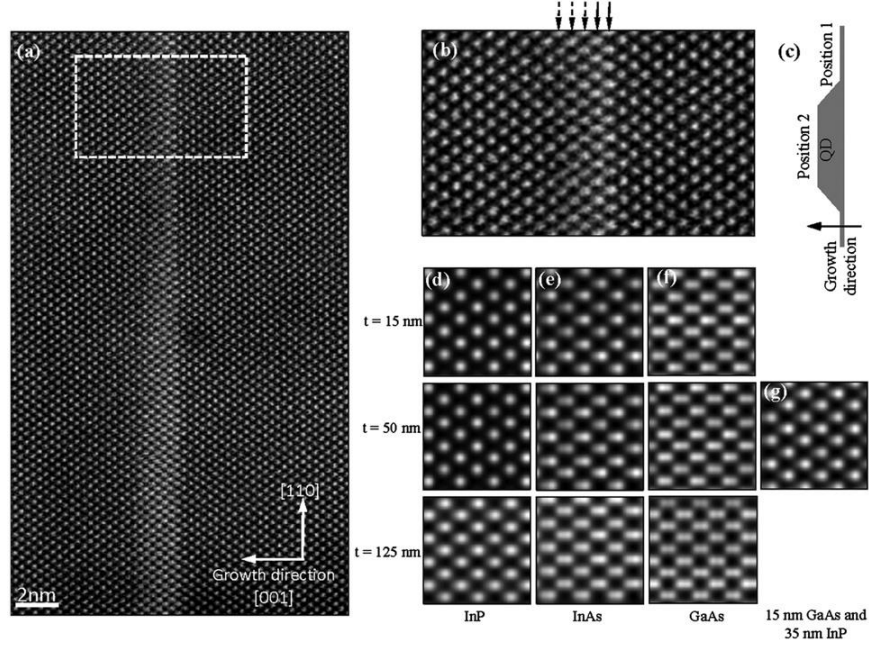 (a)
[110]
Growth direction
[001]
2nm
(b)
(c)
Position 1
Position 2
QD
Growth
direction
(d)
(e)
(f)
t = 15 nm
(g)
t = 50 nm
t = 125 nm
InP
InAs
GaAs
15 nm GaAs and
35 nm InP